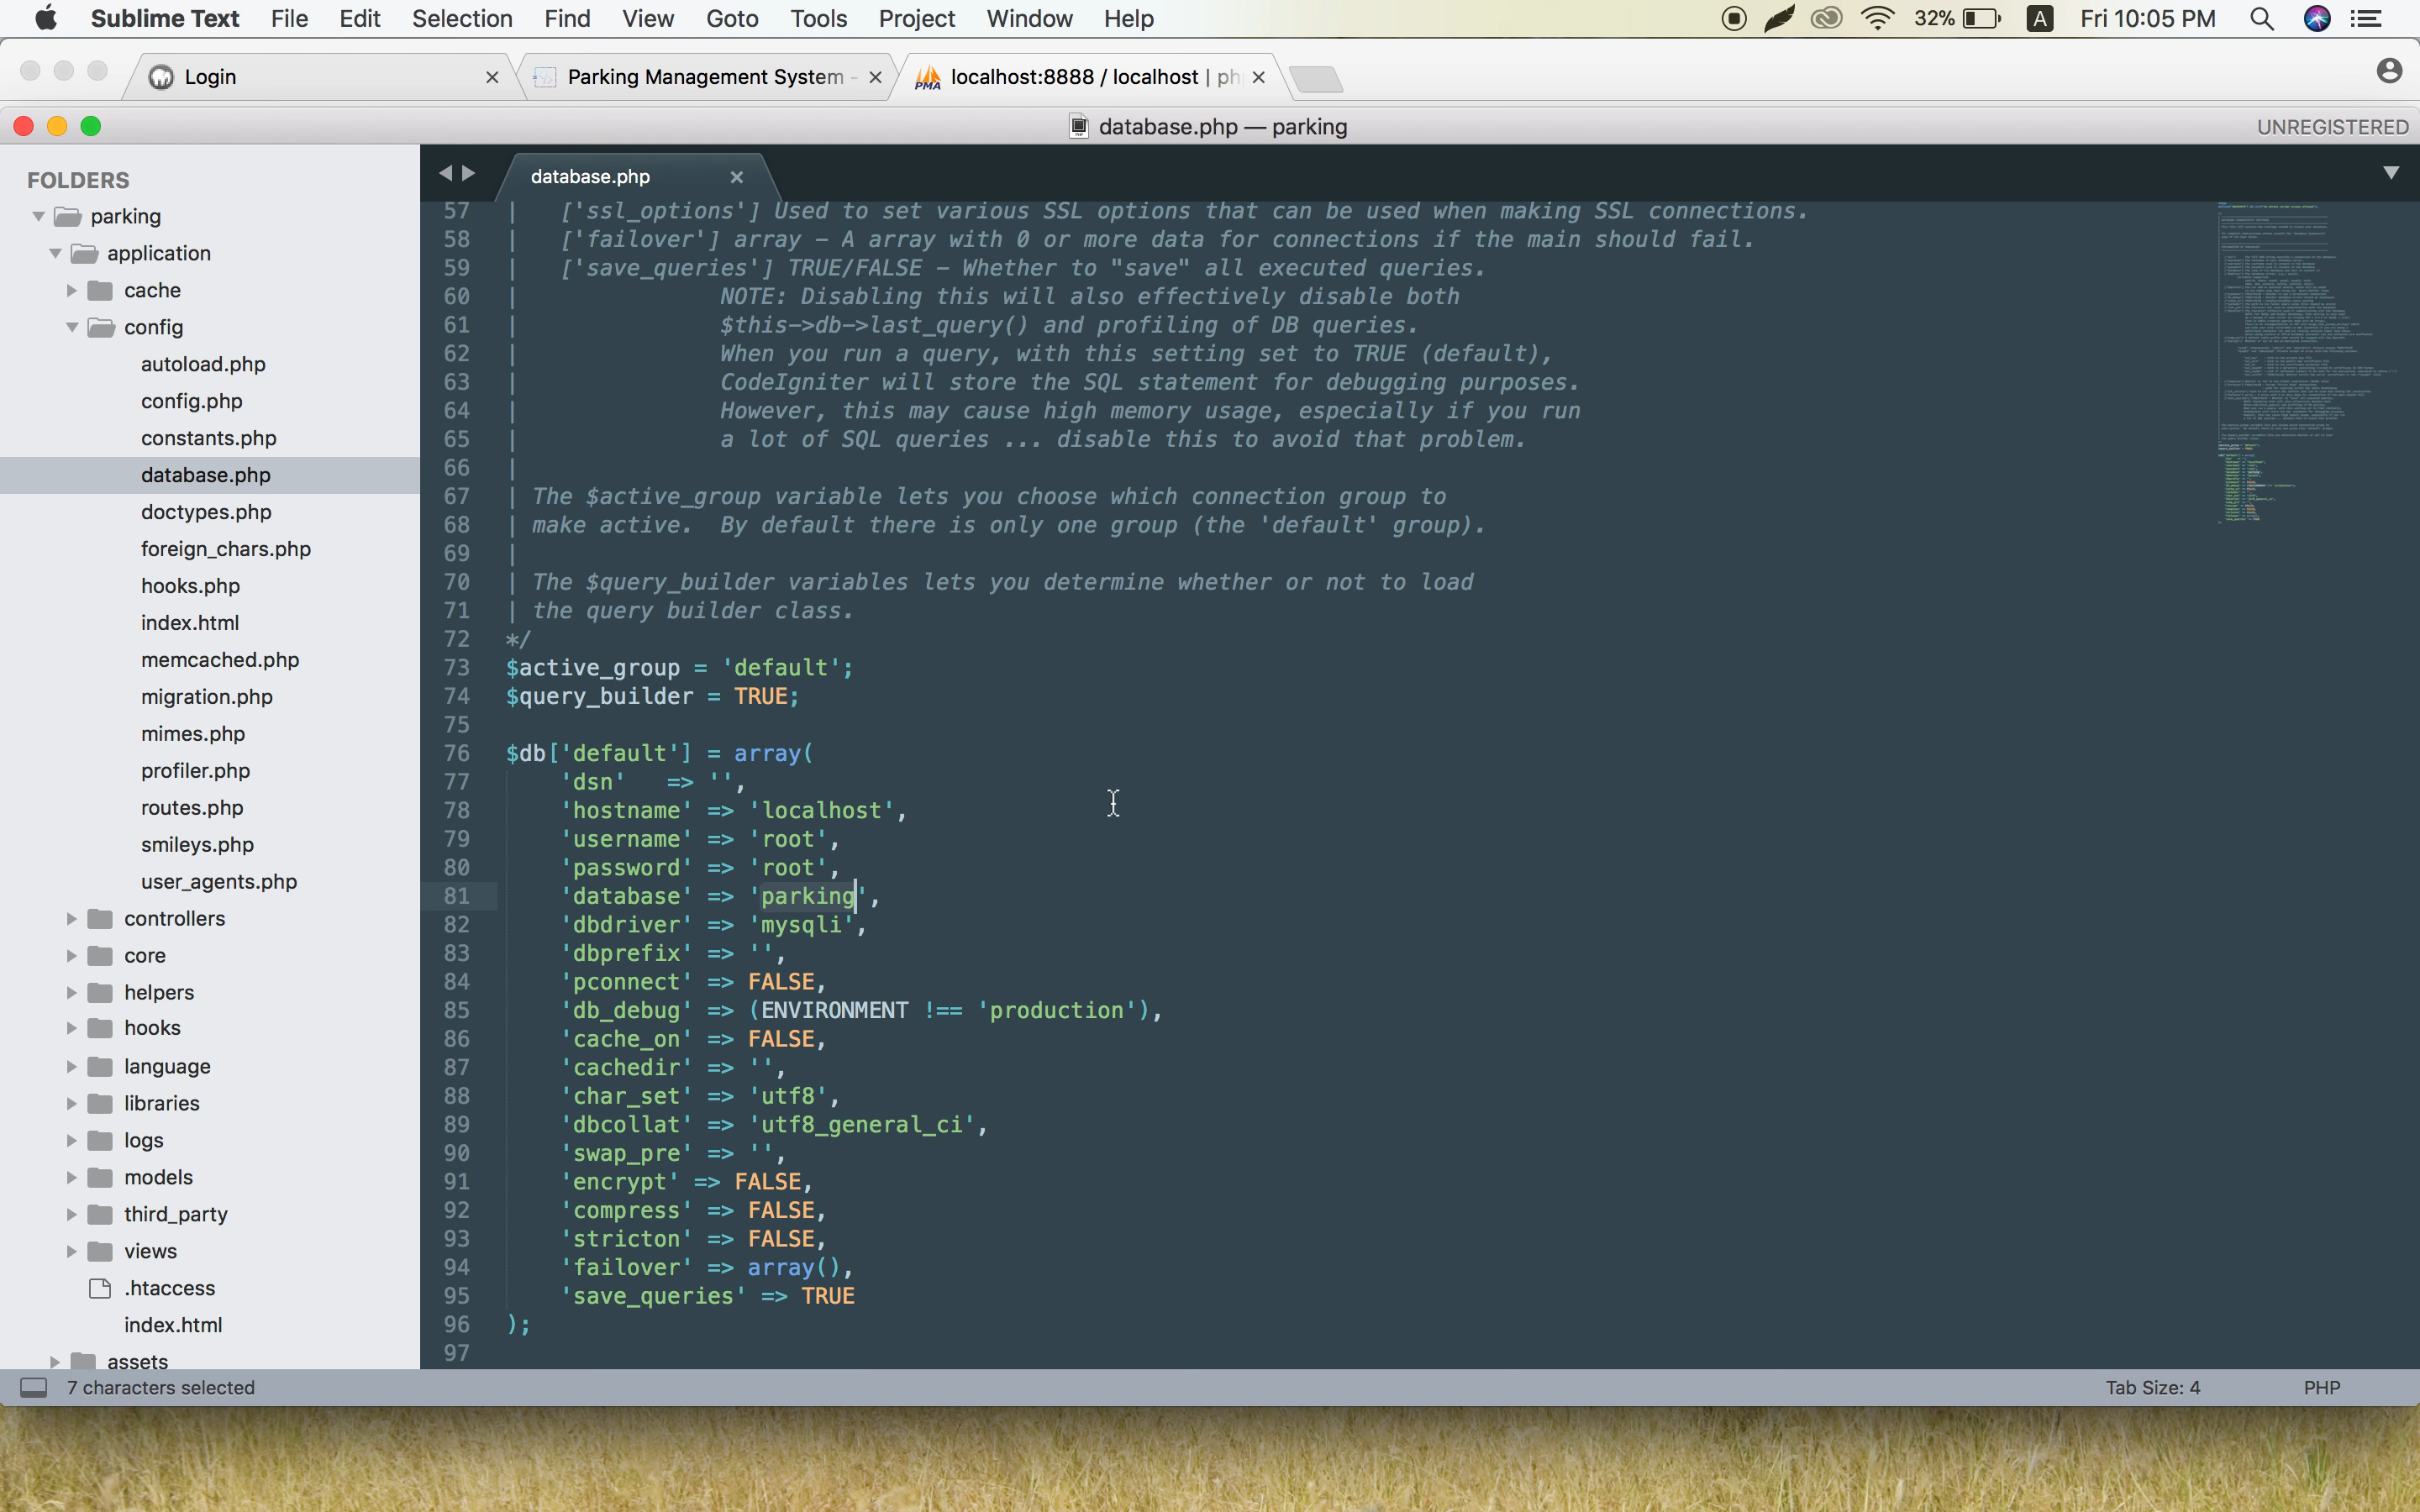 Sublime Text File Edit Selection Find View Goto Tools Project Window Help 32% A Fri 10:05 PM
Login Parking Management System - localhost:8888 / localhost | ph
PMA
database.php — parking UNREGISTERED
FOLDERS
parking
application
cache
config
autoload.php
config.php
constants.php
database.php
doctypes.php
foreign_chars.php
hooks.php
index.html
memcached.php
migration.php
mimes.php
profiler.php
routes.php
smileys.php
user_agents.php
controllers
core
helpers
hooks
language
libraries
logs
models
third_party
views
.htaccess
index.html
assets
database.php
57 | ['ssl_options'] Used to set various SSL options that can be used when making SSL connections.
58 | ['failover'] array – A array with 0 or more data for connections if the main should fail.
59 | ['save_queries'] TRUE/FALSE – Whether to "save" all executed queries.
60 | NOTE: Disabling this will also effectively disable both
61 | $this->db->last_query() and profiling of DB queries.
62 | When you run a query, with this setting set to TRUE (default),
63 | CodeIgniter will store the SQL statement for debugging purposes.
64 | However, this may cause high memory usage, especially if you run
65 | a lot of SQL queries ... disable this to avoid that problem.
66 |
67 | The $active_group variable lets you choose which connection group to
68 | make active. By default there is only one group (the 'default' group).
69 |
70 | The $query_builder variables lets you determine whether or not to load
71 | the query builder class.
72 */
73 $active_group = 'default';
74 $query_builder = TRUE;
75
76 $db['default'] = array(
77 'dsn' => '',
78 'hostname' => 'localhost',
79 'username' => 'root',
80 'password' => 'root',
81 'database' => 'parking',
82 'dbdriver' => 'mysqli',
83 'dbprefix' => '',
84 'pconnect' => FALSE,
85 'db_debug' => (ENVIRONMENT !== 'production'),
86 'cache_on' => FALSE,
87 'cachedir' => '',
88 'char_set' => 'utf8',
89 'dbcollat' => 'utf8_general_ci',
90 'swap_pre' => '',
91 'encrypt' => FALSE,
92 'compress' => FALSE,
93 'stricton' => FALSE,
94 'failover' => array(),
95 'save_queries' => TRUE
96 );
97
7 characters selected Tab Size: 4 PHP